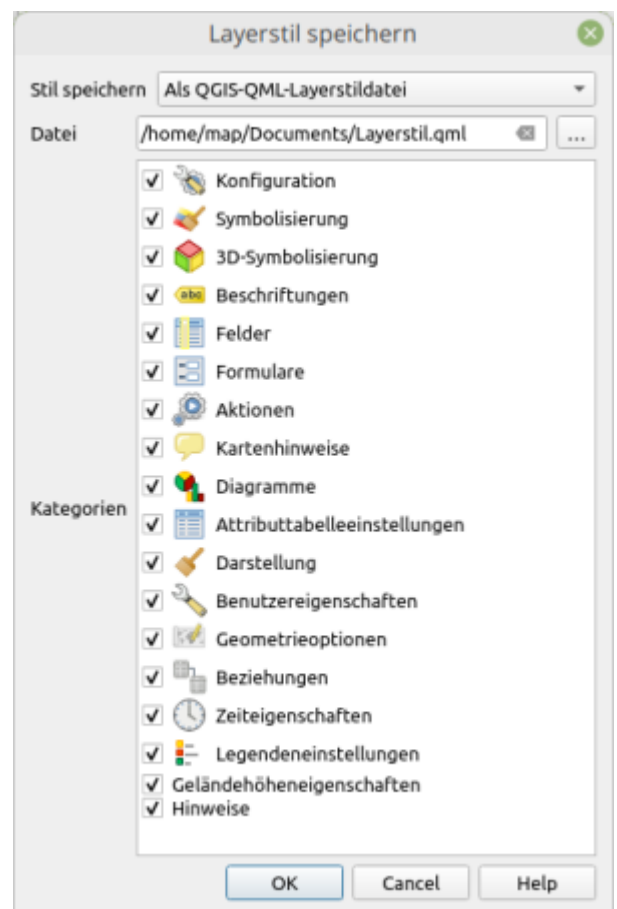 Layerstil speichern
Stil speichern Als QGIS-QML-Layerstildatei
Datei /home/map/Documents/Layerstil.qml ...
Konfiguration
Symbolisierung
3D-Symbolisierung
abc Beschriftungen
Felder
Formulare
Aktionen
Kartenhinweise
Diagramme
Kategorien
Attributtabelleeinstellungen
Darstellung
Benutzereigenschaften
Geometrieoptionen
Beziehungen
Zeiteigenschaften
Legendeneinstellungen
Geländehöheneigenschaften
Hinweise
OK Cancel Help